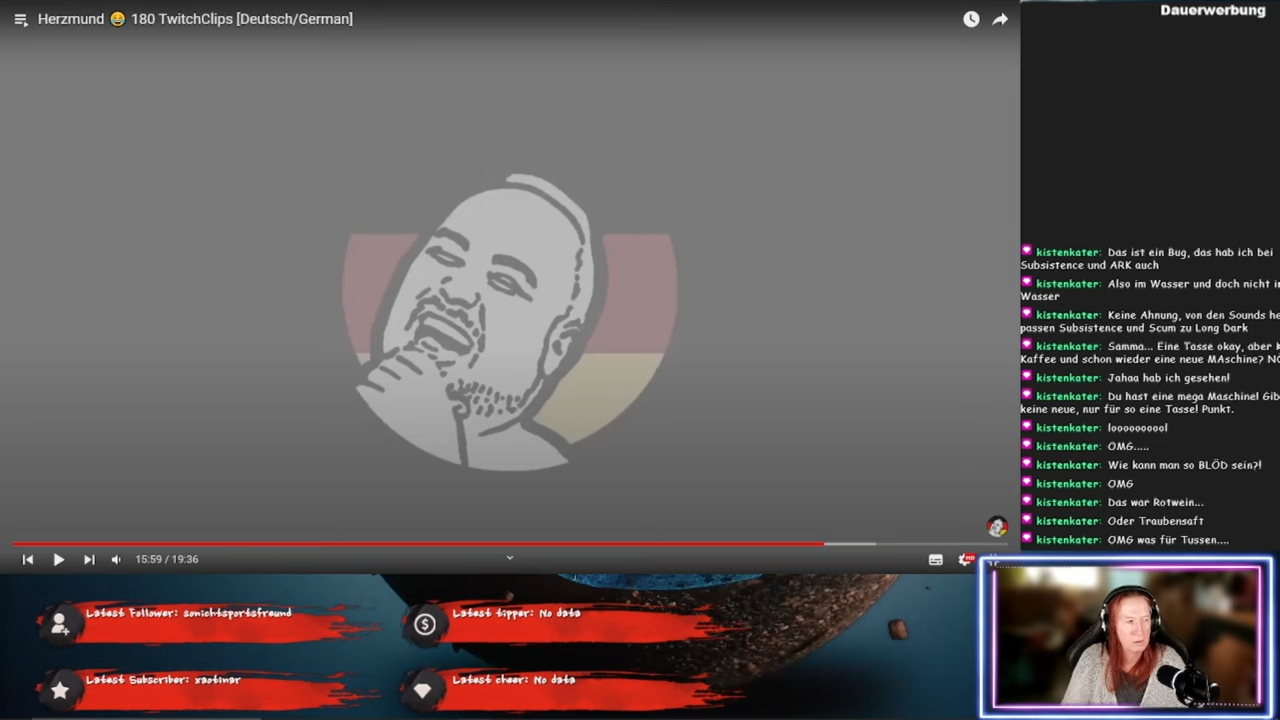 Herzmund 😂 180 TwitchClips [Deutsch/German]
Dauerwerbung
kistenkater: Das ist ein Bug, das hab ich bei
Subsistence und ARK auch
kistenkater: Also im Wasser und doch nicht
Wasser
kistenkater: Keine Ahnung, von den Sounds
passen Subsistence und Scum zu Long Dark
kistenkater: Samma... Eine Tasse okay, aber
Kaffee und schon wieder eine neue MAschine?
kistenkater: Jahaa hab ich gesehen!
kistenkater: Du hast eine mega Maschine!
keine neue, nur für so eine Tasse! Punkt.
kistenkater: loooooooool
kistenkater: OMG.....
kistenkater: Wie kann man so BLÖD sein?!
kistenkater: OMG
kistenkater: Das war Rotwein...
kistenkater: Oder Traubensaft
kistenkater: OMG was für Tussen....
15:59 / 19:36
HD
Latest Follower: sonichtsportsfreund
Latest tipper: No data
Latest Subscriber: xaotinar
Latest cheer: No data